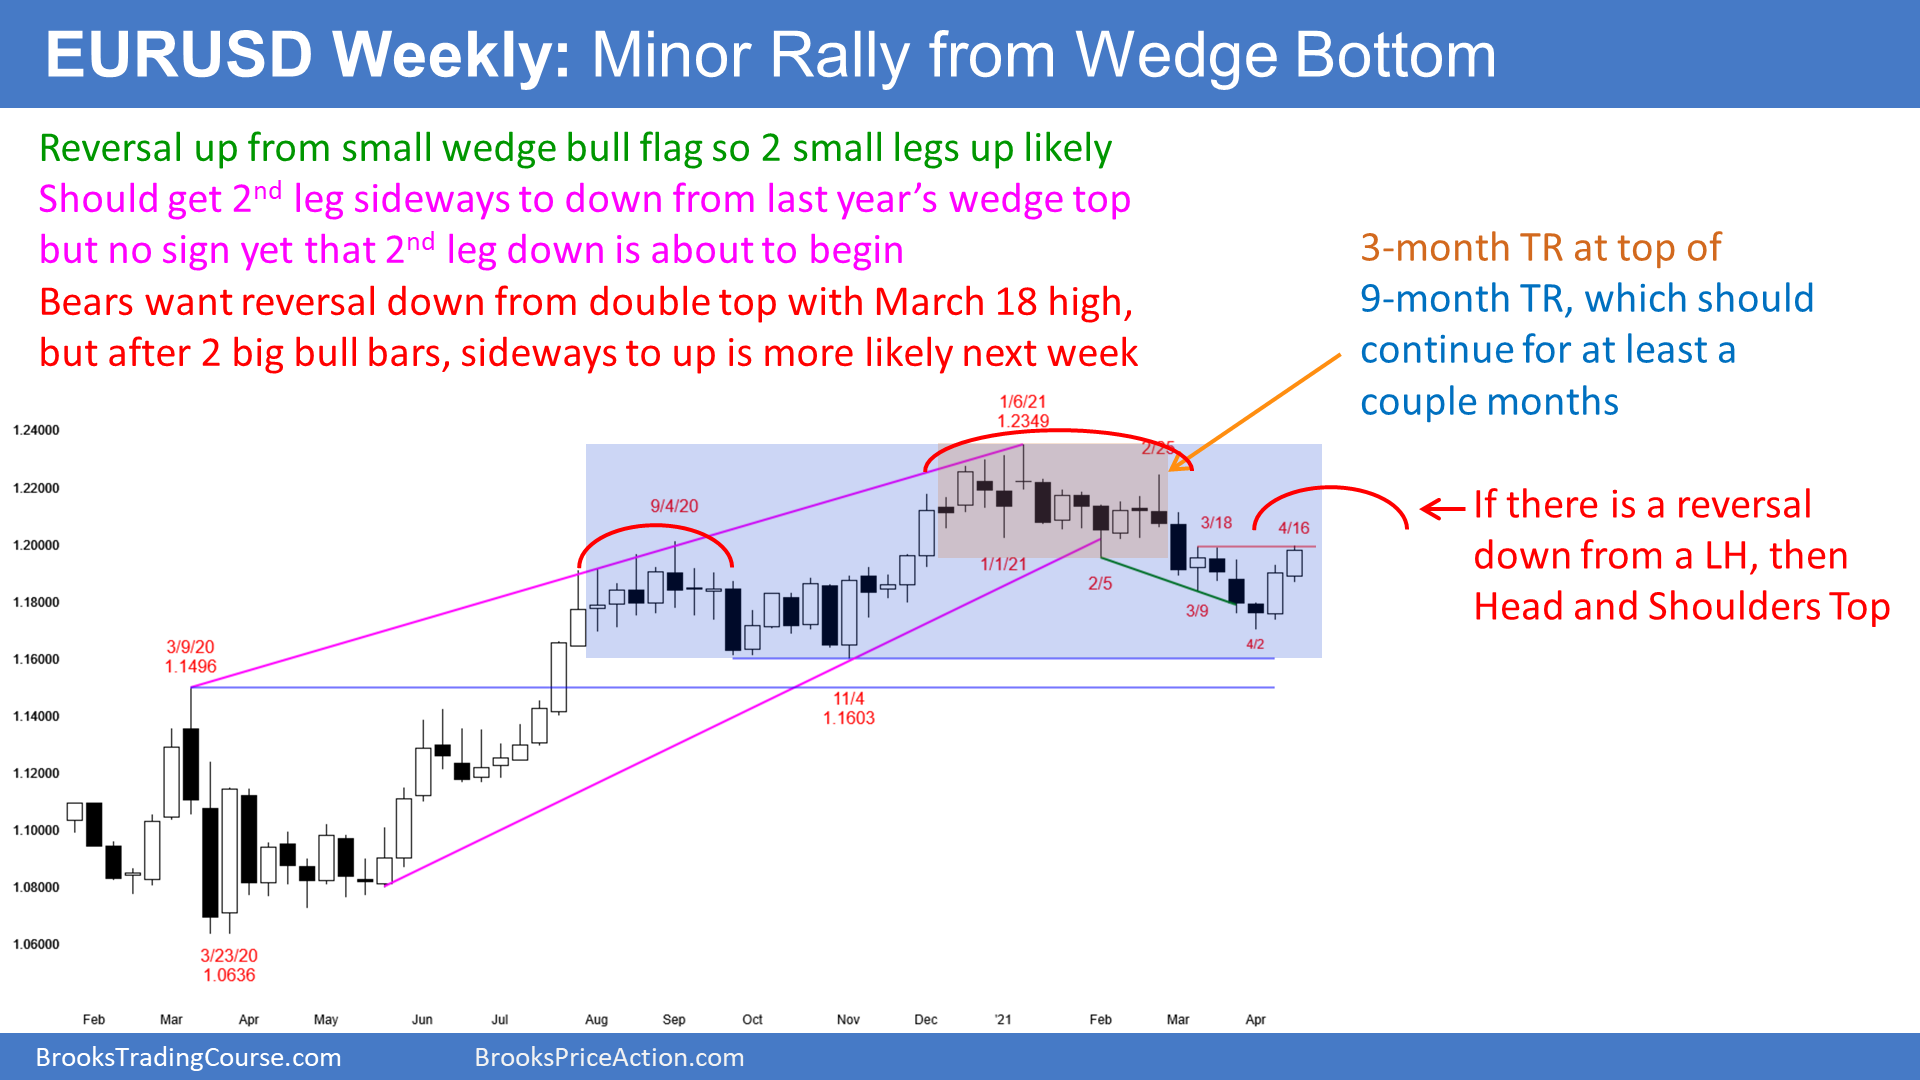 EURUSD Weekly: Minor Rally from Wedge Bottom
Reversal up from small wedge bull flag so 2 small legs up likely
Should get 2nd leg sideways to down from last year’s wedge top
but no sign yet that 2nd leg down is about to begin
Bears want reversal down from double top with March 18 high,
but after 2 big bull bars, sideways to up is more likely next week
3-month TR at top of
9-month TR, which should
continue for at least a
couple months
If there is a reversal
down from a LH, then
Head and Shoulders Top
1.24000
1.22000
1.20000
1.18000
1.16000
1.14000
1.12000
1.10000
1.08000
1.06000
3/9/20
1.1496
3/23/20
1.0636
9/4/20
11/4
1.1603
1/6/21
1.2349
1/1/21
2/5
2/25
3/9
3/18
4/2
4/16
Feb Mar Apr May Jun Jul Aug Sep Oct Nov Dec '21 Feb Mar Apr
BrooksTradingCourse.com BrooksPriceAction.com